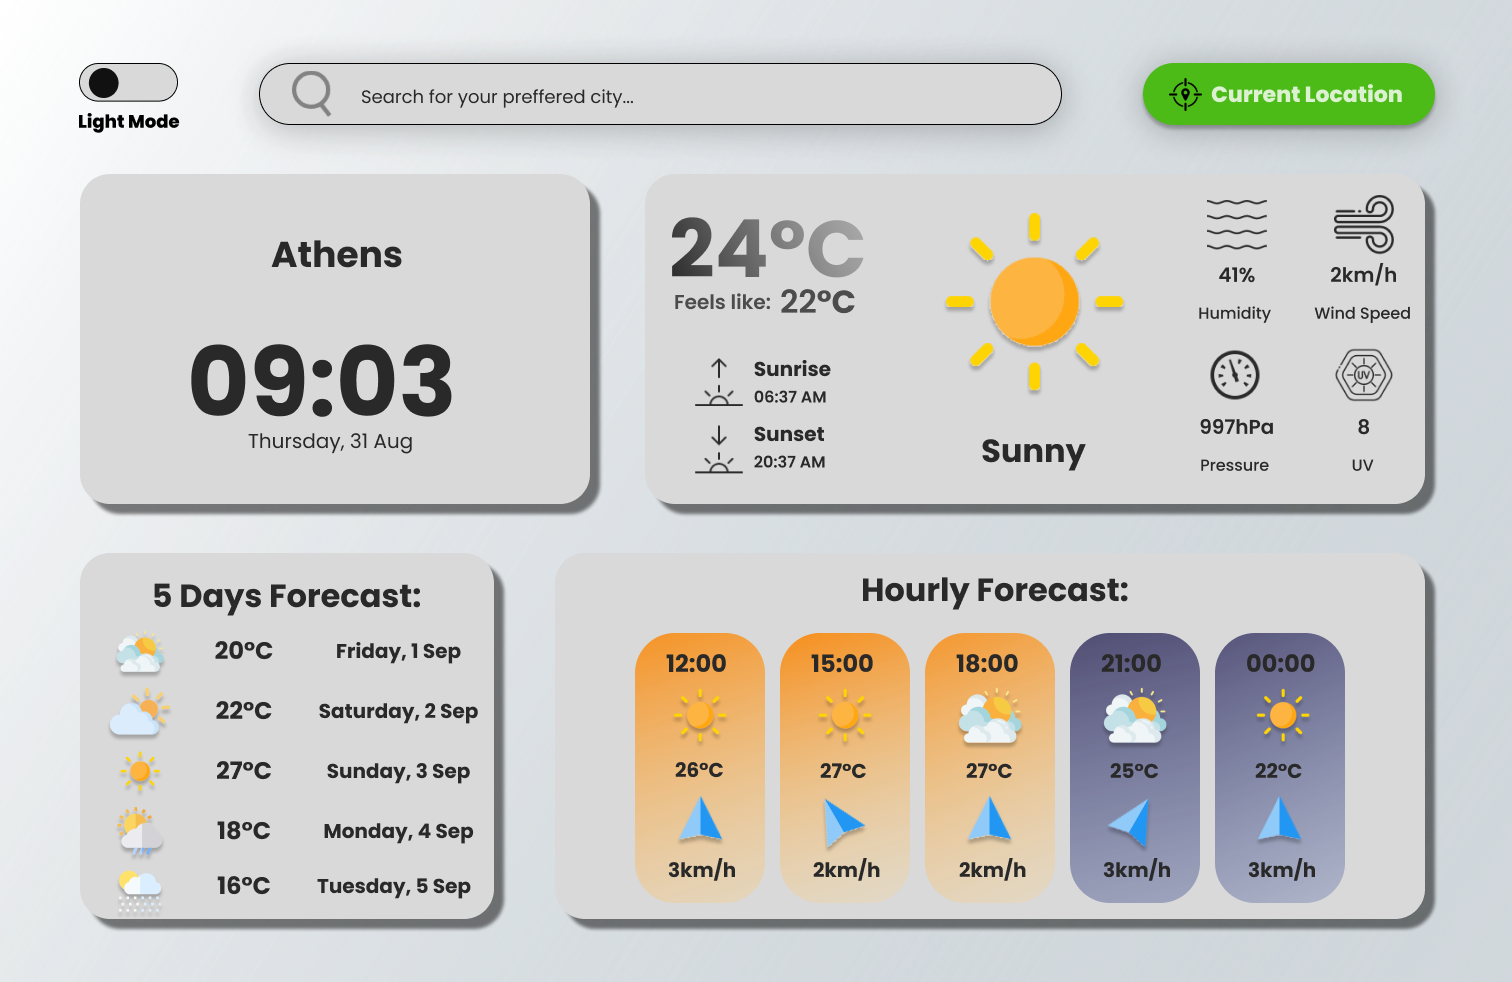 Light Mode
Search for your preffered city...
Current Location
Athens
09:03
Thursday, 31 Aug
24°C
Feels like: 22°C
Sunrise
06:37 AM
Sunset
20:37 AM
Sunny
41%
Humidity
2km/h
Wind Speed
997hPa
Pressure
UV
8
UV
5 Days Forecast:
20°C Friday, 1 Sep
22°C Saturday, 2 Sep
27°C Sunday, 3 Sep
18°C Monday, 4 Sep
16°C Tuesday, 5 Sep
Hourly Forecast:
12:00 15:00 18:00 21:00 00:00
26°C 27°C 27°C 25°C 22°C
3km/h 2km/h 2km/h 3km/h 3km/h